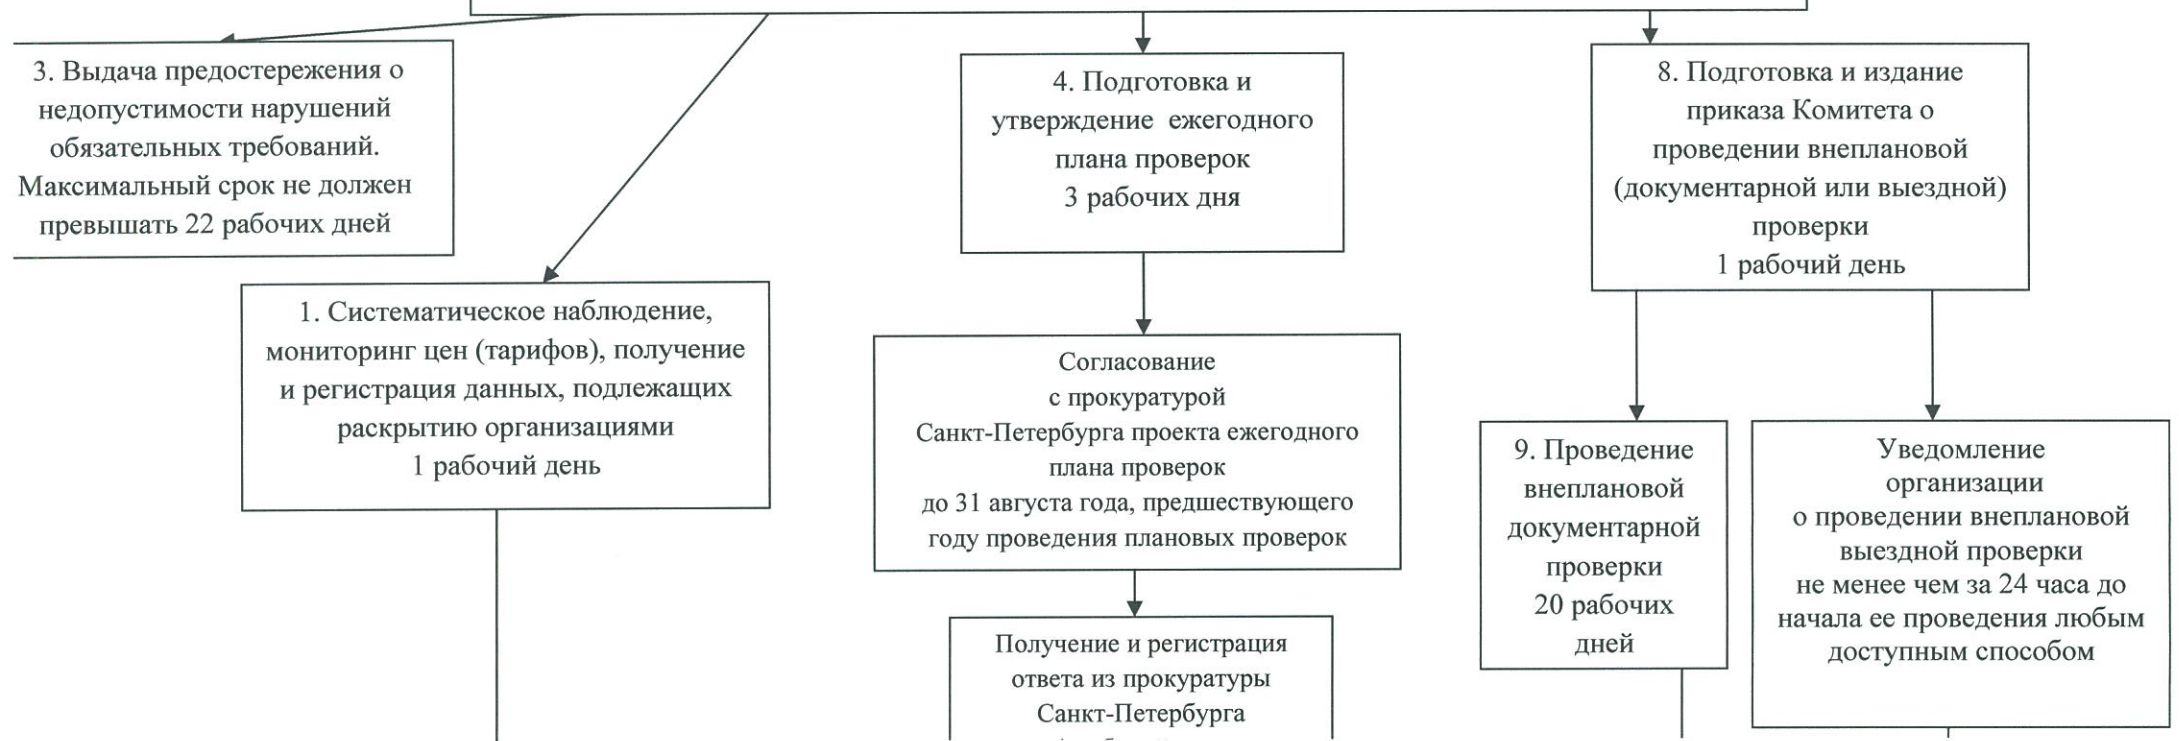 3. Выдача предостережения о
недопустимости нарушений
обязательных требований.
Максимальный срок не должен
превышать 22 рабочих дней
1. Систематическое наблюдение,
мониторинг цен (тарифов), получение
и регистрация данных, подлежащих
раскрытию организациями
1 рабочий день
4. Подготовка и
утверждение ежегодного
плана проверок
3 рабочих дня
Согласование
с прокуратурой
Санкт-Петербурга проекта ежегодного
плана проверок
до 31 августа года, предшествующего
году проведения плановых проверок
Получение и регистрация
ответа из прокуратуры
Санкт-Петербурга
8. Подготовка и издание
приказа Комитета о
проведении внеплановой
(документарной или выездной)
проверки
1 рабочий день
9. Проведение
внеплановой
документарной
проверки
20 рабочих
дней
Уведомление
организации
о проведении внеплановой
выездной проверки
не менее чем за 24 часа до
начала ее проведения любым
доступным способом